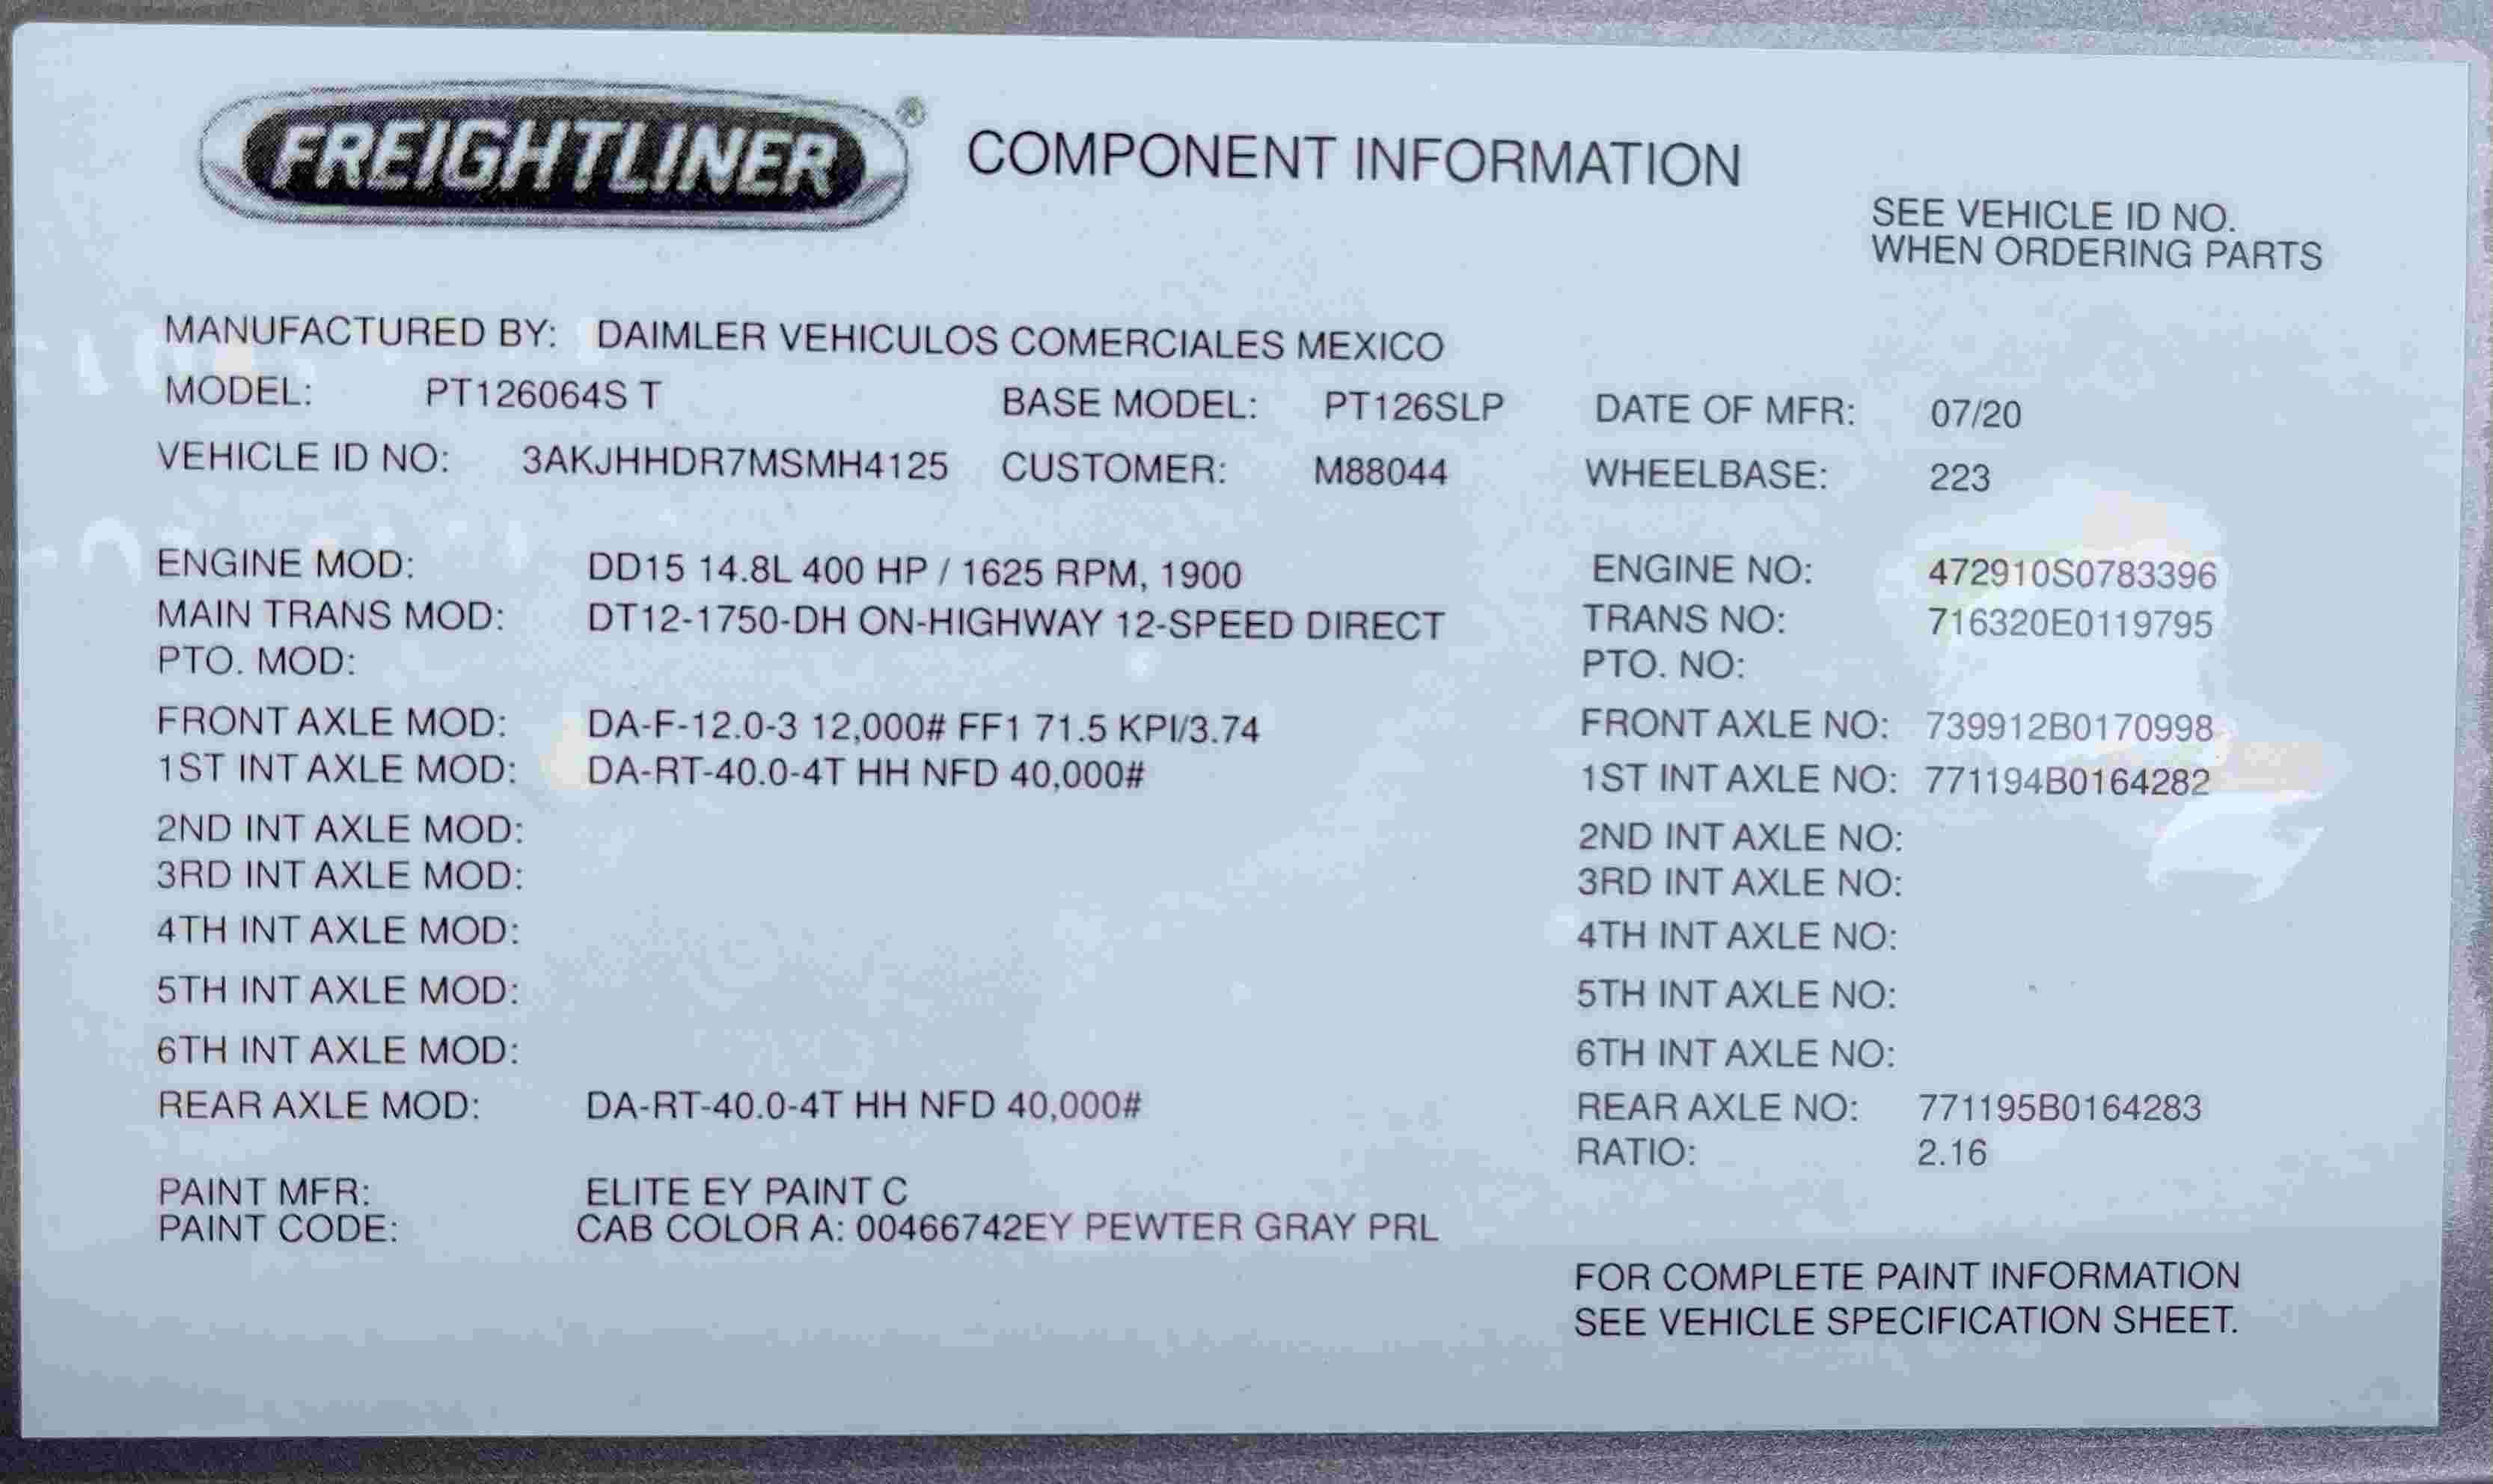 FREIGHTLINER®
COMPONENT INFORMATION
SEE VEHICLE ID NO.
WHEN ORDERING PARTS
MANUFACTURED BY: DAIMLER VEHICULOS COMERCIALES MEXICO
MODEL: PT126064S T BASE MODEL: PT126SLP DATE OF MFR: 07/20
VEHICLE ID NO: 3AKJHHDR7MSMH4125 CUSTOMER: M88044 WHEELBASE: 223
ENGINE MOD: DD15 14.8L 400 HP / 1625 RPM, 1900 ENGINE NO: 472910S0783396
MAIN TRANS MOD: DT12-1750-DH ON-HIGHWAY 12-SPEED DIRECT TRANS NO: 716320E0119795
PTO. MOD: PTO. NO:
FRONT AXLE MOD: DA-F-12.0-3 12,000# FF1 71.5 KPI/3.74 FRONT AXLE NO: 739912B0170998
1ST INT AXLE MOD: DA-RT-40.0-4T HH NFD 40,000# 1ST INT AXLE NO: 771194B0164282
2ND INT AXLE MOD: 2ND INT AXLE NO:
3RD INT AXLE MOD: 3RD INT AXLE NO:
4TH INT AXLE MOD: 4TH INT AXLE NO:
5TH INT AXLE MOD: 5TH INT AXLE NO:
6TH INT AXLE MOD: 6TH INT AXLE NO:
REAR AXLE MOD: DA-RT-40.0-4T HH NFD 40,000# REAR AXLE NO: 771195B0164283
RATIO: 2.16
PAINT MFR: ELITE EY PAINT C
PAINT CODE: CAB COLOR A: 00466742EY PEWTER GRAY PRL
FOR COMPLETE PAINT INFORMATION
SEE VEHICLE SPECIFICATION SHEET.